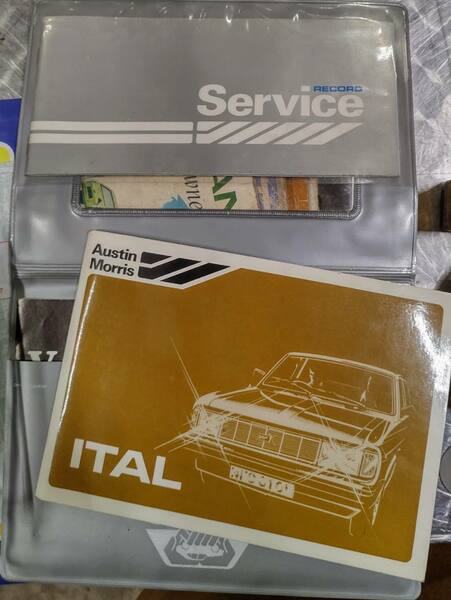 RECORD
Service
Austin
Morris
ITAL